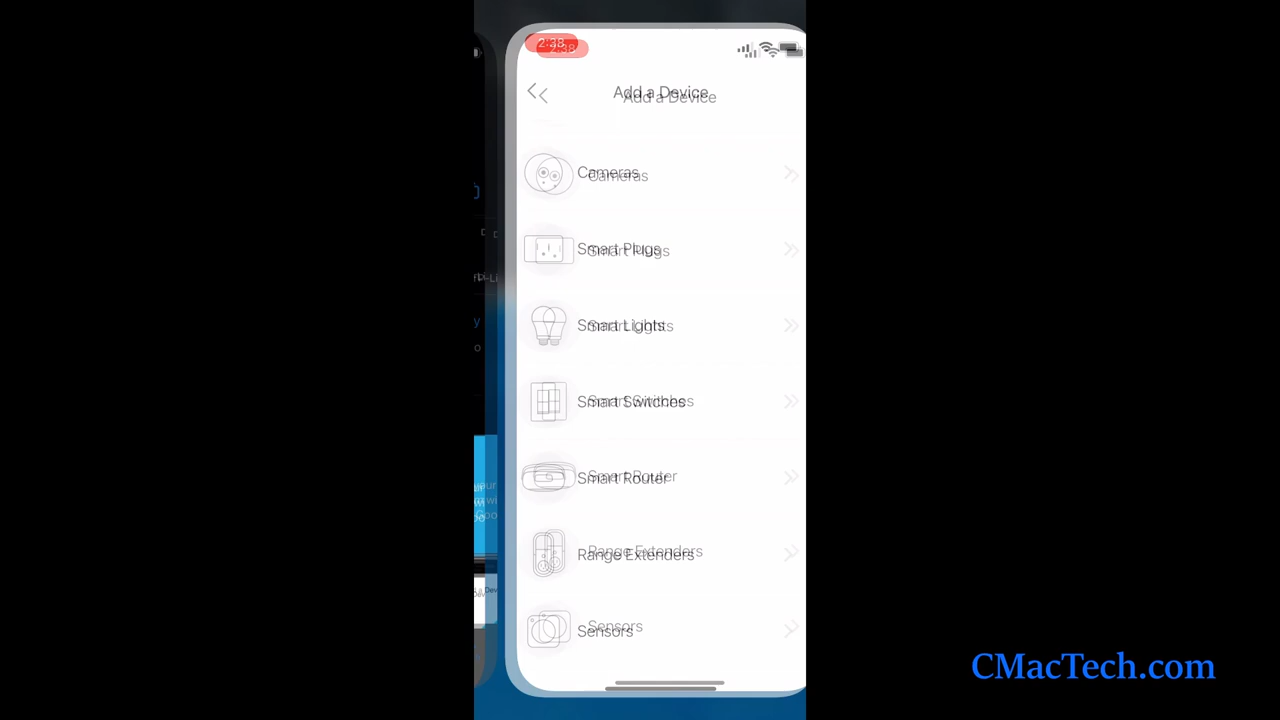 2:38
Add a Device
Cameras
Smart Plugs
Smart Lights
Smart Switches
Smart Router
Range Extenders
Sensors
CMacTech.com